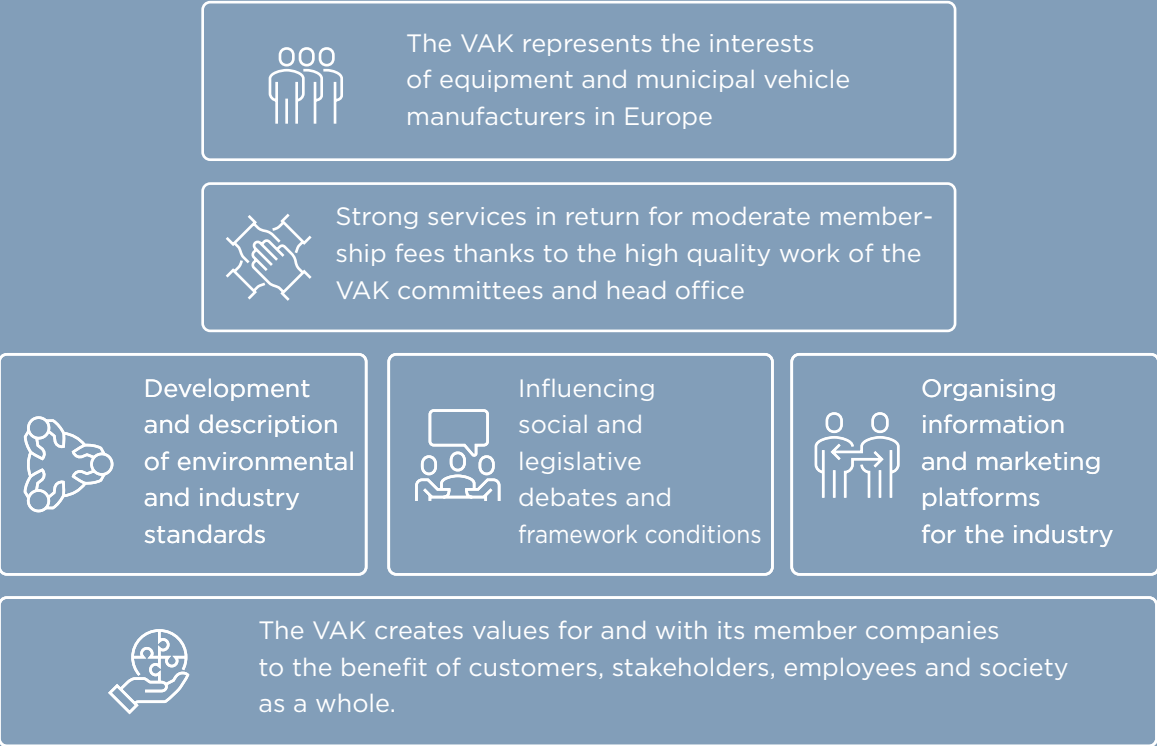 The VAK represents the interests
of equipment and municipal vehicle
manufacturers in Europe
Strong services in return for moderate member-
ship fees thanks to the high quality work of the
VAK committees and head office
Development
and description
of environmental
and industry
standards
Influencing
social and
legislative
debates and
framework conditions
Organising
information
and marketing
platforms
for the industry
The VAK creates values for and with its member companies
to the benefit of customers, stakeholders, employees and society
as a whole.